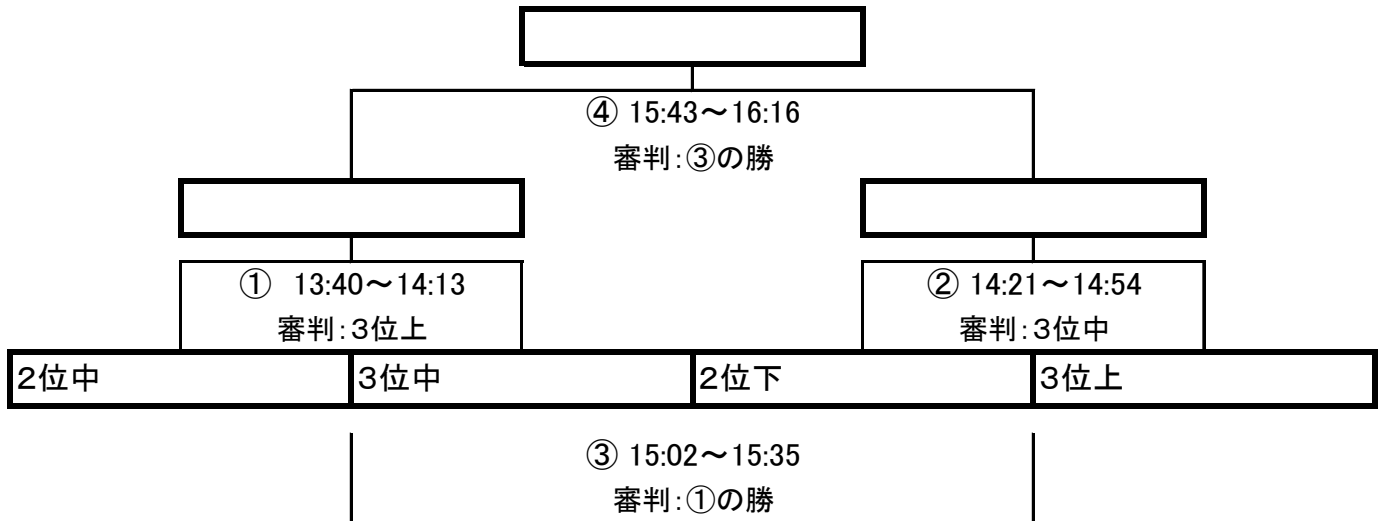 ④ 15:43～16:16
審判：③の勝
① 13:40～14:13
審判：３位上
② 14:21～14:54
審判：３位中
２位中
３位中
２位下
３位上
③ 15:02～15:35
審判：①の勝